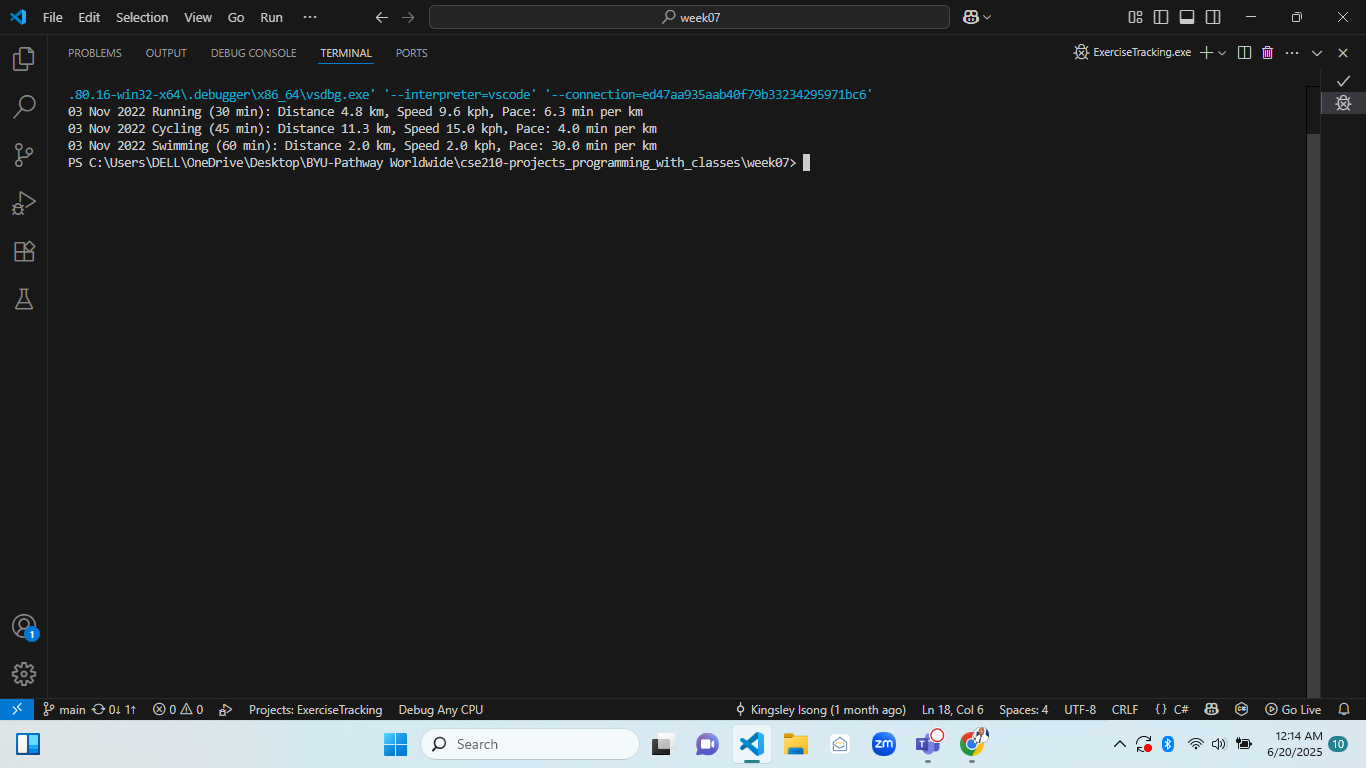 File Edit Selection View Go Run ··· week07
PROBLEMS OUTPUT DEBUG CONSOLE TERMINAL PORTS ExerciseTracking.exe
.80.16-win32-x64\.debugger\x86_64\vsdbg.exe' '--interpreter=vscode' '--connection=ed47aa935aab40f79b33234295971bc6'
03 Nov 2022 Running (30 min): Distance 4.8 km, Speed 9.6 kph, Pace: 6.3 min per km
03 Nov 2022 Cycling (45 min): Distance 11.3 km, Speed 15.0 kph, Pace: 4.0 min per km
03 Nov 2022 Swimming (60 min): Distance 2.0 km, Speed 2.0 kph, Pace: 30.0 min per km
PS C:\Users\DELL\OneDrive\Desktop\BYU-Pathway Worldwide\cse210-projects_programming_with_classes\week07>
1
main 0↓ 1↑ 0 0 Projects: ExerciseTracking Debug Any CPU Kingsley Isong (1 month ago) Ln 18, Col 6 Spaces: 4 UTF-8 CRLF {} C# Go Live
Search zm T 12:14 AM 10
6/20/2025